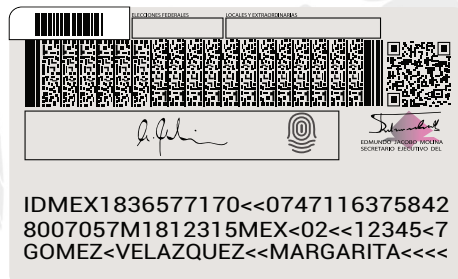 ELECCIONES FEDERALES LOCALES Y EXTRAORDINARIAS
EDMUNDO JACOBO MOLINA
SECRETARIO EJECUTIVO DEL
IDMEX1836577170<<0747116375842
8007057M1812315MEX<02<<12345<7
GOMEZ<VELAZQUEZ<<MARGARITA<<<<